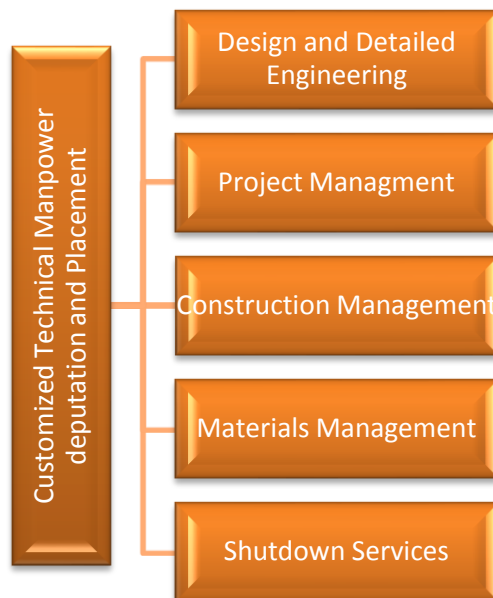 Customized Technical Manpower
deputation and Placement
Design and Detailed
Engineering
Project Managment
Construction Management
Materials Management
Shutdown Services